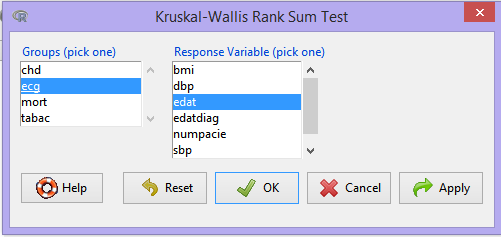 Kruskal-Wallis Rank Sum Test
Groups (pick one)
chd
ecg
mort
tabac
Response Variable (pick one)
bmi
dbp
edat
edatdiag
numpacie
sbp
Help
Reset
OK
Cancel
Apply